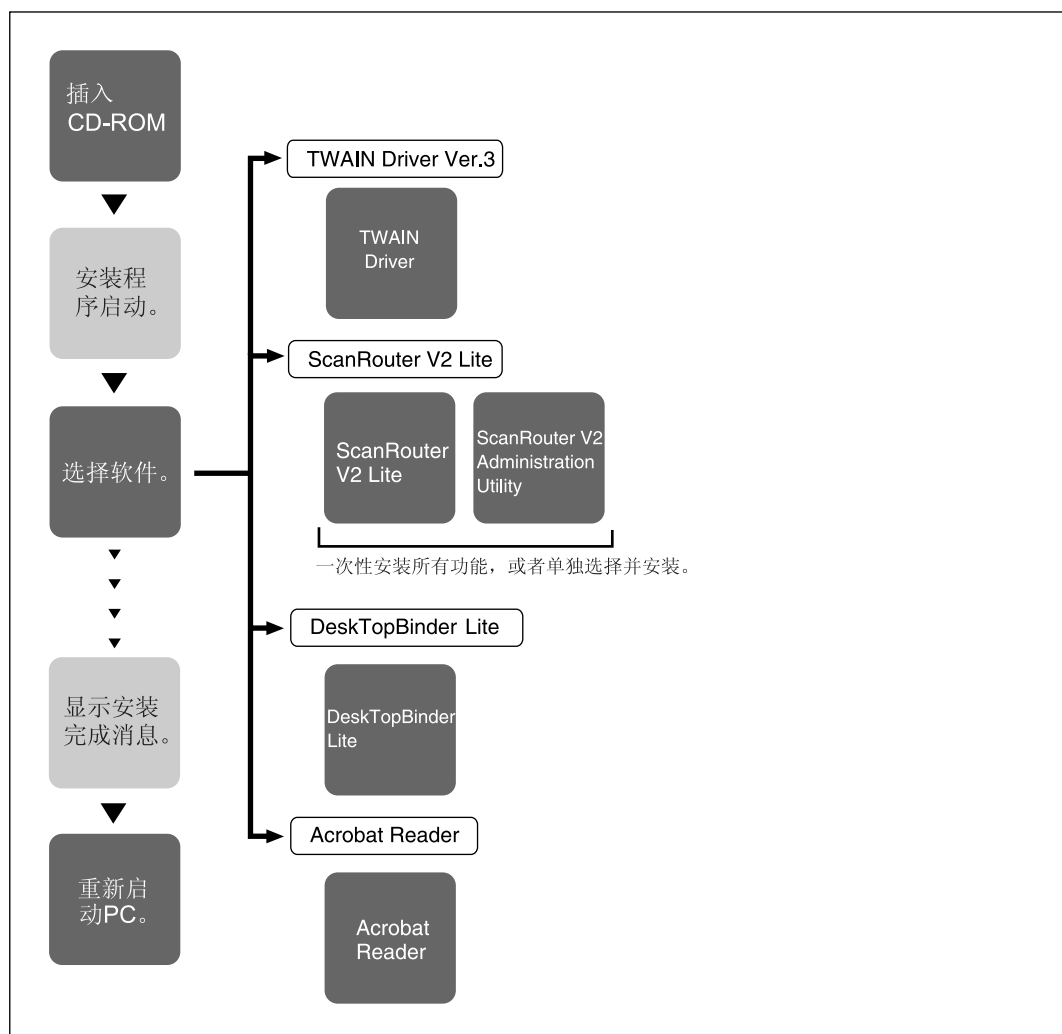 插入
CD-ROM
安装程
序启动。
选择软件。
显示安装
完成消息。
重新启
动PC。
TWAIN Driver Ver.3
TWAIN
Driver
ScanRouter V2 Lite
ScanRouter
V2 Lite
ScanRouter V2
Administration
Utility
一次性安装所有功能，或者单独选择并安装。
DeskTopBinder Lite
DeskTopBinder
Lite
Acrobat Reader
Acrobat
Reader